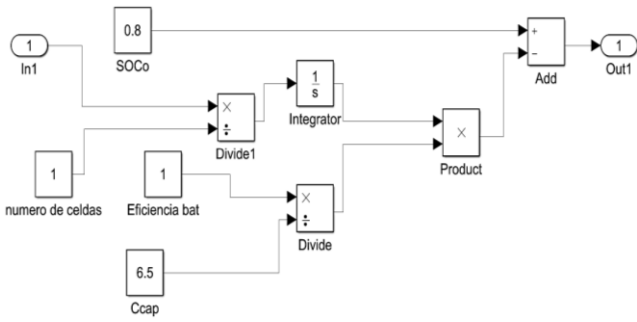 0.8
SOCo
1
In1
+
−
Add
1
Out1
×
÷
Divide1
1
s
Integrator
×
Product
1
numero de celdas
1
Eficiencia bat
×
÷
Divide
6.5
Ccap